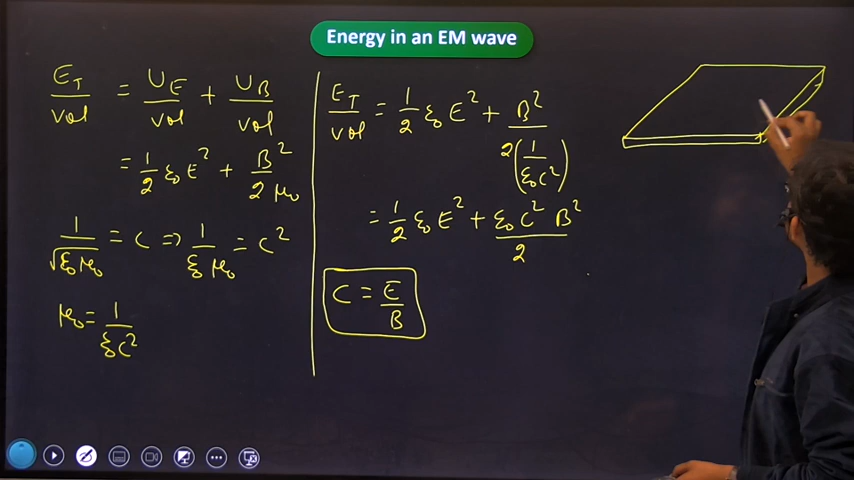 Energy in an EM wave
E_T/vol = U_E/vol + U_B/vol
= 1/2 ε₀E² + B²/2μ₀
1/√ε₀μ₀ = C ⇒ 1/ε₀μ₀ = C²
μ₀ = 1/ε₀C²
E_T/vol = 1/2 ε₀E² + B²/2(1/ε₀C²)
= 1/2 ε₀E² + ε₀C²B²/2
C = E/B